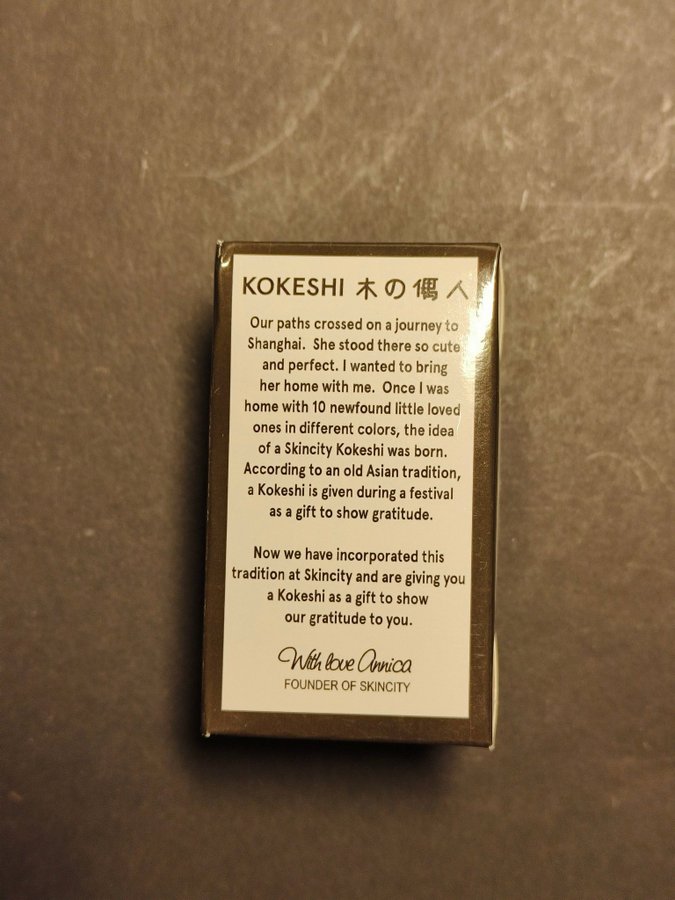 KOKESHI 木の偶人
Our paths crossed on a journey to
Shanghai. She stood there so cute
and perfect. I wanted to bring
her home with me. Once I was
home with 10 newfound little loved
ones in different colors, the idea
of a Skincity Kokeshi was born.
According to an old Asian tradition,
a Kokeshi is given during a festival
as a gift to show gratitude.
Now we have incorporated this
tradition at Skincity and are giving you
a Kokeshi as a gift to show
our gratitude to you.
With love Annica
FOUNDER OF SKINCITY